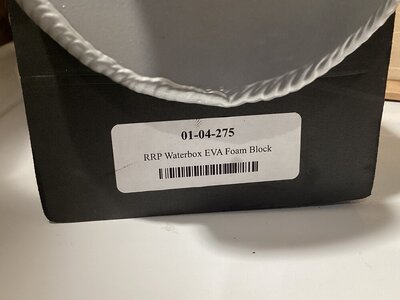 01-04-275
RRP Waterbox EVA Foam Block